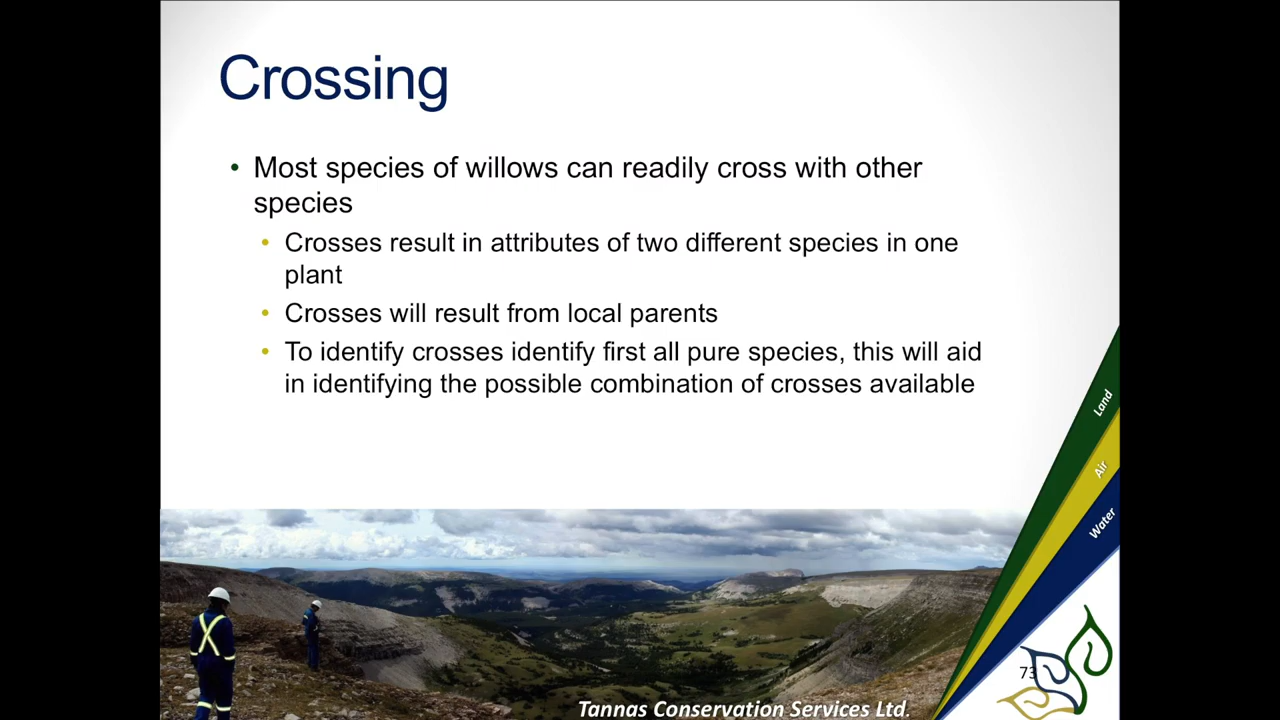 Crossing
• Most species of willows can readily cross with other
species
• Crosses result in attributes of two different species in one
plant
• Crosses will result from local parents
• To identify crosses identify first all pure species, this will aid
in identifying the possible combination of crosses available
Land
Air
Water
73
Tannas Conservation Services Ltd.